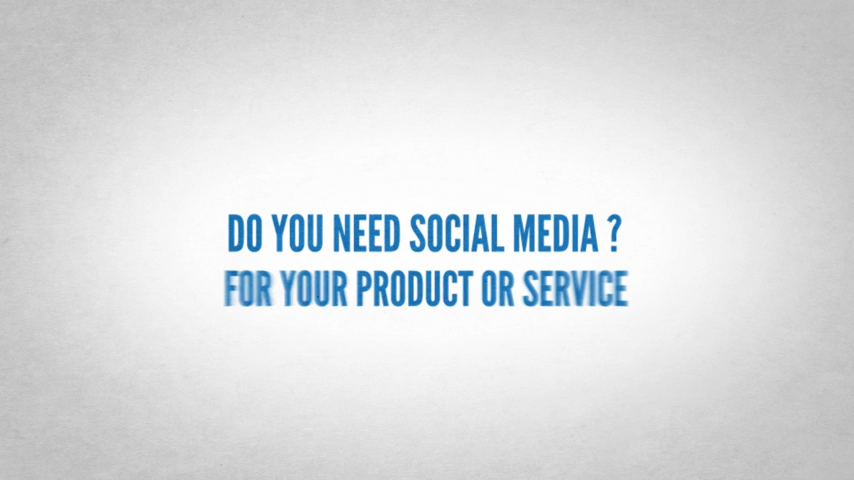 DO YOU NEED SOCIAL MEDIA ?
FOR YOUR PRODUCT OR SERVICE